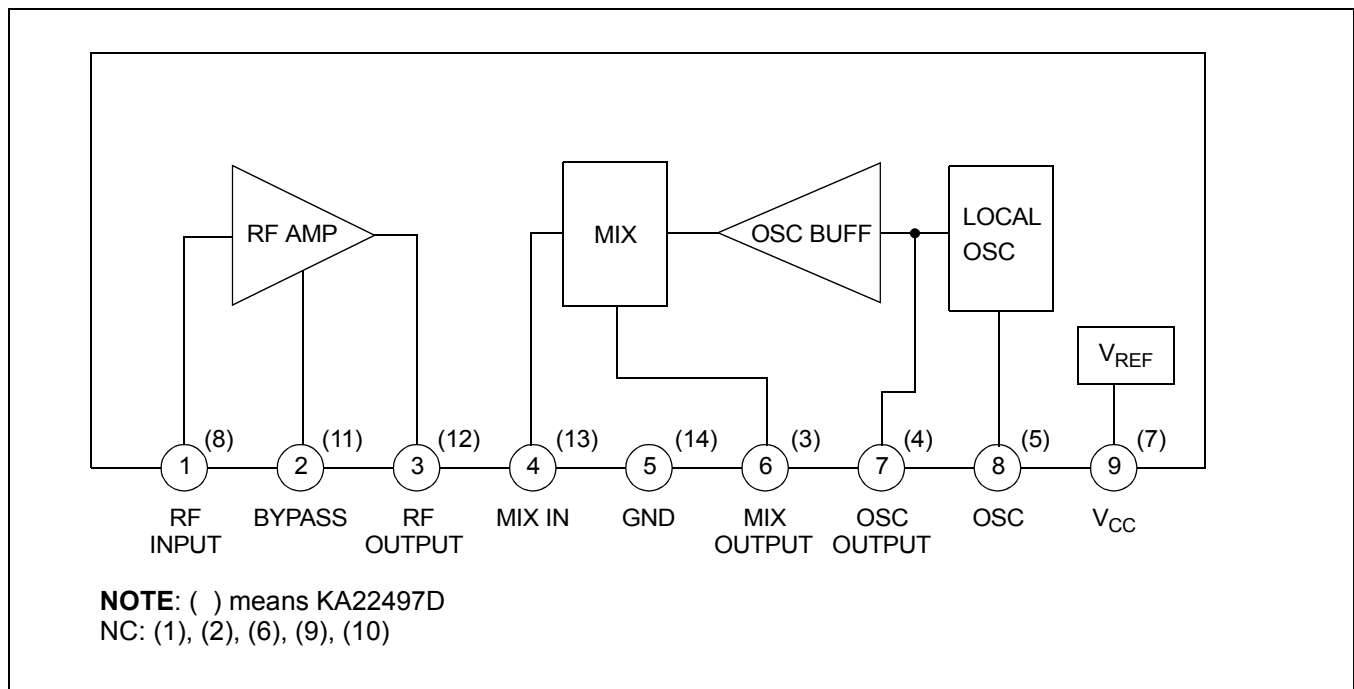 RF AMP
MIX
OSC BUFF
LOCAL
OSC
VREF
1 (8)
2 (11)
3 (12)
4 (13)
5 (14)
6 (3)
7 (4)
8 (5)
9 (7)
RF
INPUT
BYPASS
RF
OUTPUT
MIX IN
GND
MIX
OUTPUT
OSC
OUTPUT
OSC
VCC
NOTE: ( ) means KA22497D
NC: (1), (2), (6), (9), (10)